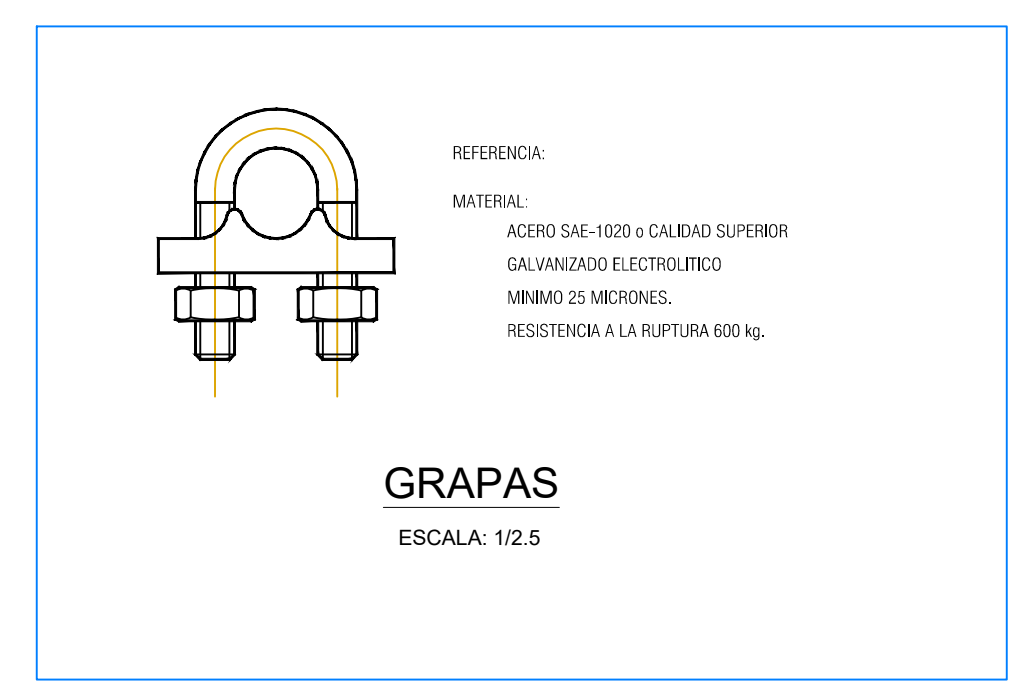 REFERENCIA:
MATERIAL:
ACERO SAE-1020 o CALIDAD SUPERIOR
GALVANIZADO ELECTROLITICO
MINIMO 25 MICRONES.
RESISTENCIA A LA RUPTURA 600 kg.
GRAPAS
ESCALA: 1/2.5